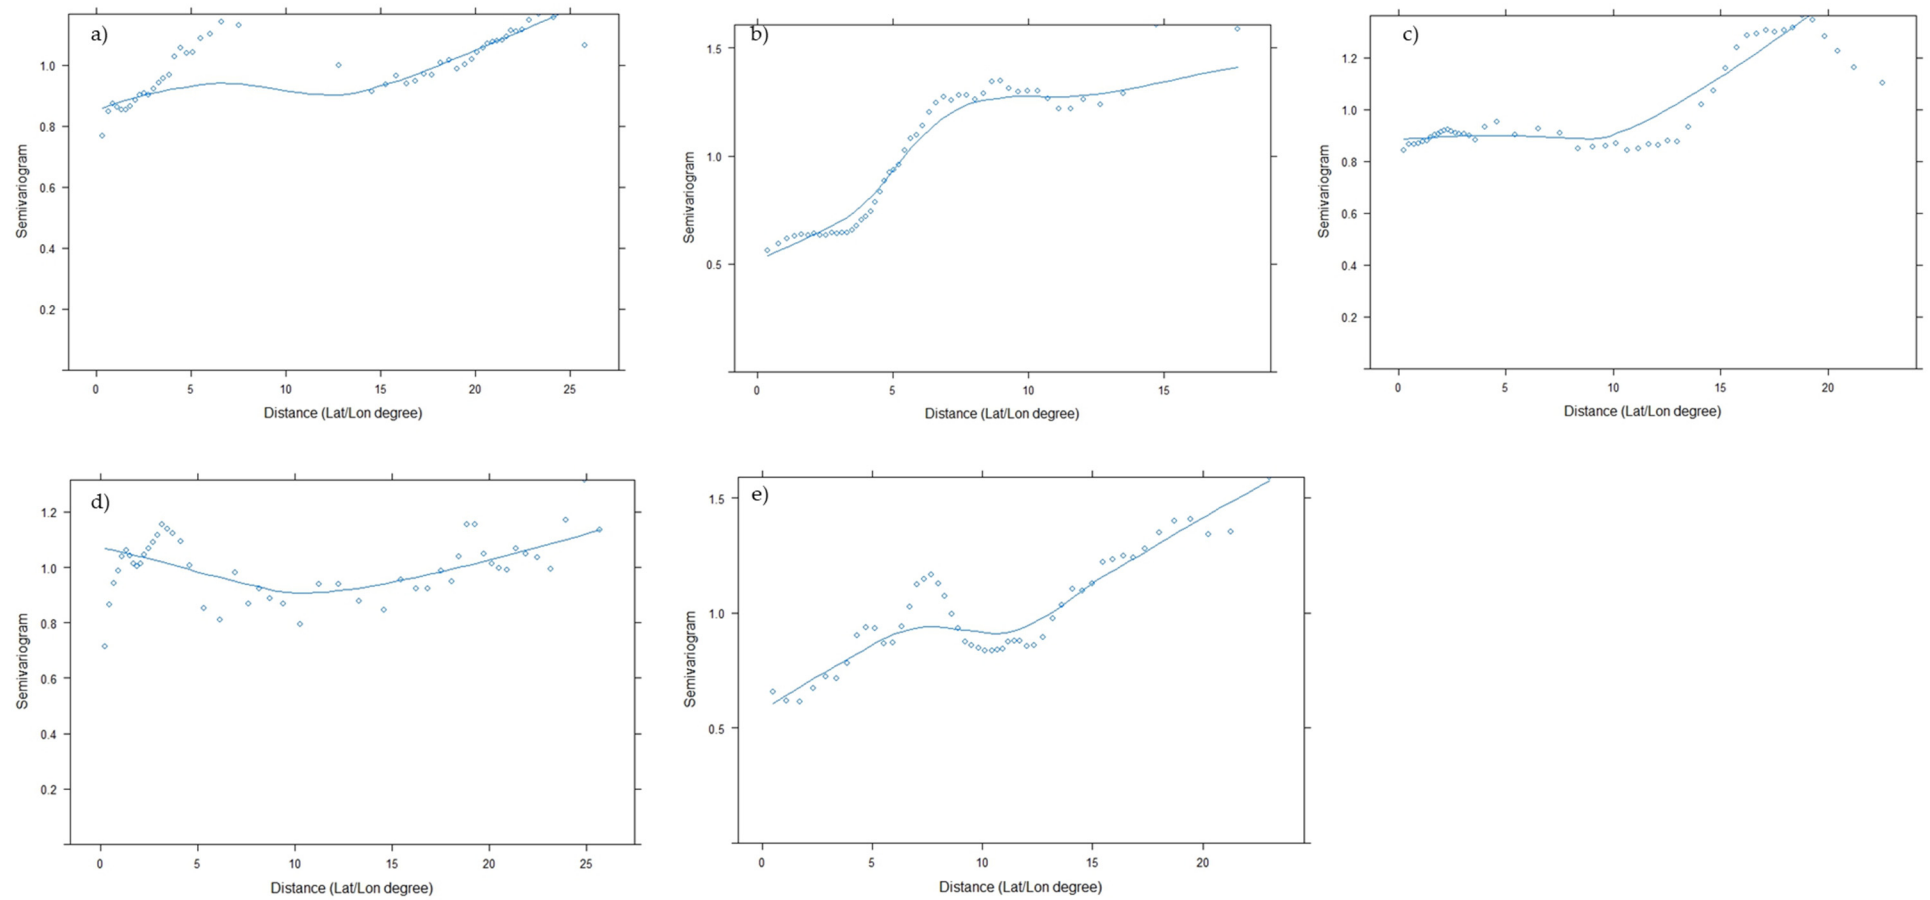 a)
Semivariogram
1.0
0.8
0.6
0.4
0.2
0 5 10 15 20 25
Distance (Lat/Lon degree)
b)
Semivariogram
1.5
1.0
0.5
0 5 10 15
Distance (Lat/Lon degree)
c)
Semivariogram
1.2
1.0
0.8
0.6
0.4
0.2
0 5 10 15 20
Distance (Lat/Lon degree)
d)
Semivariogram
1.2
1.0
0.8
0.6
0.4
0.2
0 5 10 15 20 25
Distance (Lat/Lon degree)
e)
Semivariogram
1.5
1.0
0.5
0 5 10 15 20
Distance (Lat/Lon degree)